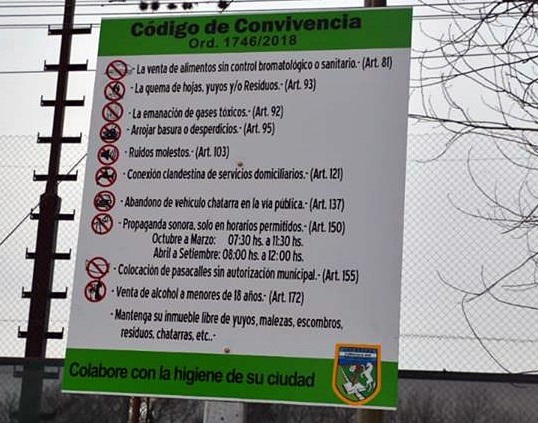 Código de Convivencia
Ord. 1746/2018
- La venta de alimentos sin control bromatológico o sanitario.- (Art. 81)
- La quema de hojas, yuyos y/o Residuos.- (Art. 93)
- La emanación de gases tóxicos.- (Art. 92)
- Arrojar basura o desperdicios.- (Art. 95)
- Ruidos molestos.- (Art. 103)
- Conexión clandestina de servicios domiciliarios.- (Art. 121)
- Abandono de vehículo chatarra en la vía pública.- (Art. 137)
- Propaganda sonora, solo en horarios permitidos.- (Art. 150)
Octubre a Marzo: 07:30 hs. a 11:30 hs.
Abril a Setiembre: 08:00 hs. a 12:00 hs.
- Colocación de pasacalles sin autorización municipal.- (Art. 155)
- Venta de alcohol a menores de 18 años.- (Art. 172)
- Mantenga su inmueble libre de yuyos, malezas, escombros,
residuos, chatarras, etc..-
Colabore con la higiene de su ciudad